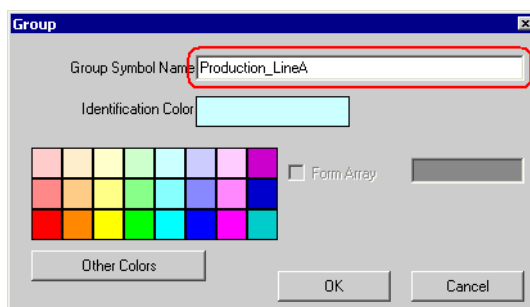 Group
Group Symbol Name Production_LineA
Identification Color
Form Array
Other Colors
OK Cancel